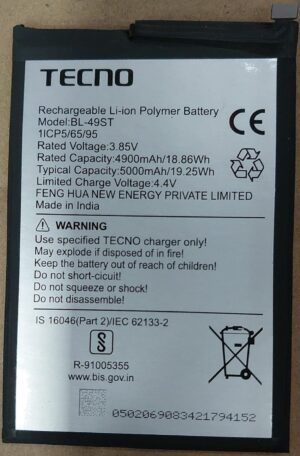 TECNO
Rechargeable Li-ion Polymer Battery
Model:BL-49ST
1ICP5/65/95
Rated Voltage:3.85V
Rated Capacity:4900mAh/18.86Wh
Typical Capacity:5000mAh/19.25Wh
Limited Charge Voltage:4.4V
FENG HUA NEW ENERGY PRIVATE LIMITED
Made in India
WARNING
Use specified TECNO charger only!
May explode if disposed of in fire!
Keep the battery out of reach of children!
Do not short-circuit!
Do not squeeze or shock!
Do not disassemble!
IS 16046(Part 2)/IEC 62133-2
R-91005355
www.bis.gov.in
0502069083421794152